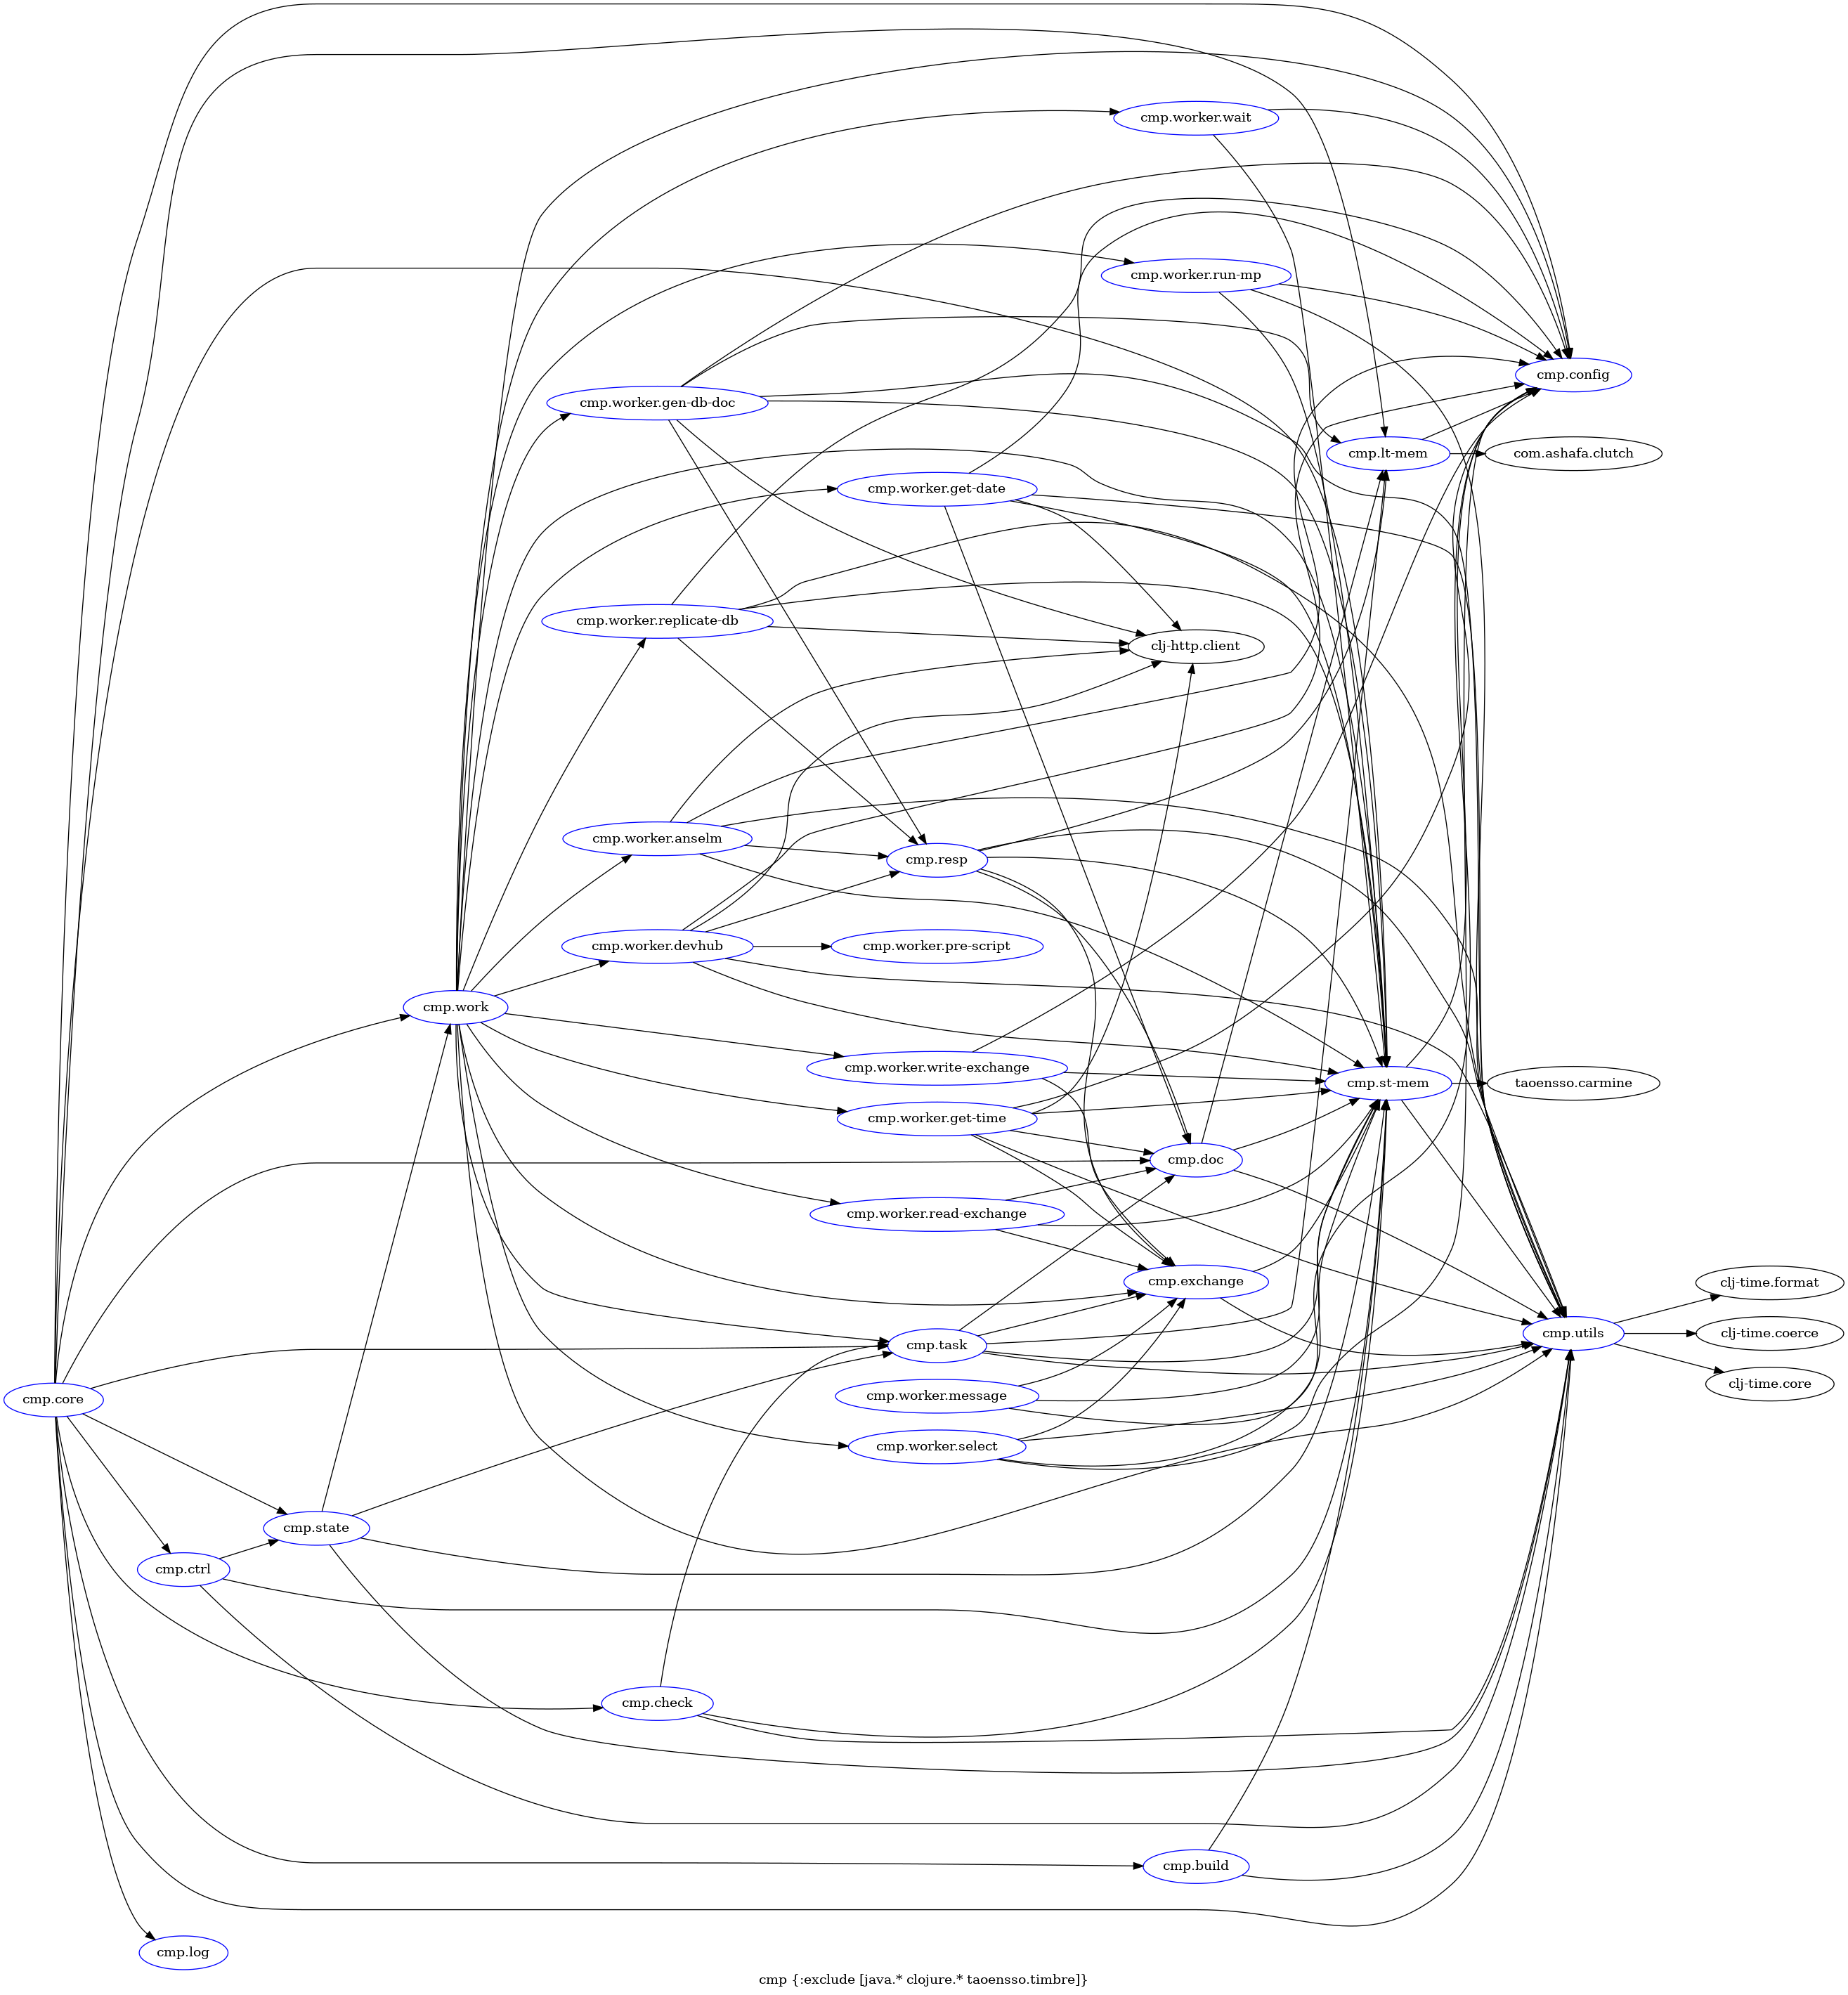 cmp.worker.wait
cmp.worker.run-mp
cmp.config
cmp.worker.gen-db-doc
cmp.lt-mem
com.ashafa.clutch
cmp.worker.get-date
cmp.worker.replicate-db
clj-http.client
cmp.worker.anselm
cmp.resp
cmp.worker.devhub
cmp.worker.pre-script
cmp.work
cmp.worker.write-exchange
cmp.st-mem
taoensso.carmine
cmp.worker.get-time
cmp.doc
cmp.worker.read-exchange
cmp.exchange
clj-time.format
cmp.utils
clj-time.coerce
cmp.task
clj-time.core
cmp.core
cmp.worker.message
cmp.worker.select
cmp.state
cmp.ctrl
cmp.check
cmp.build
cmp.log
cmp {:exclude [java.* clojure.* taoensso.timbre]}